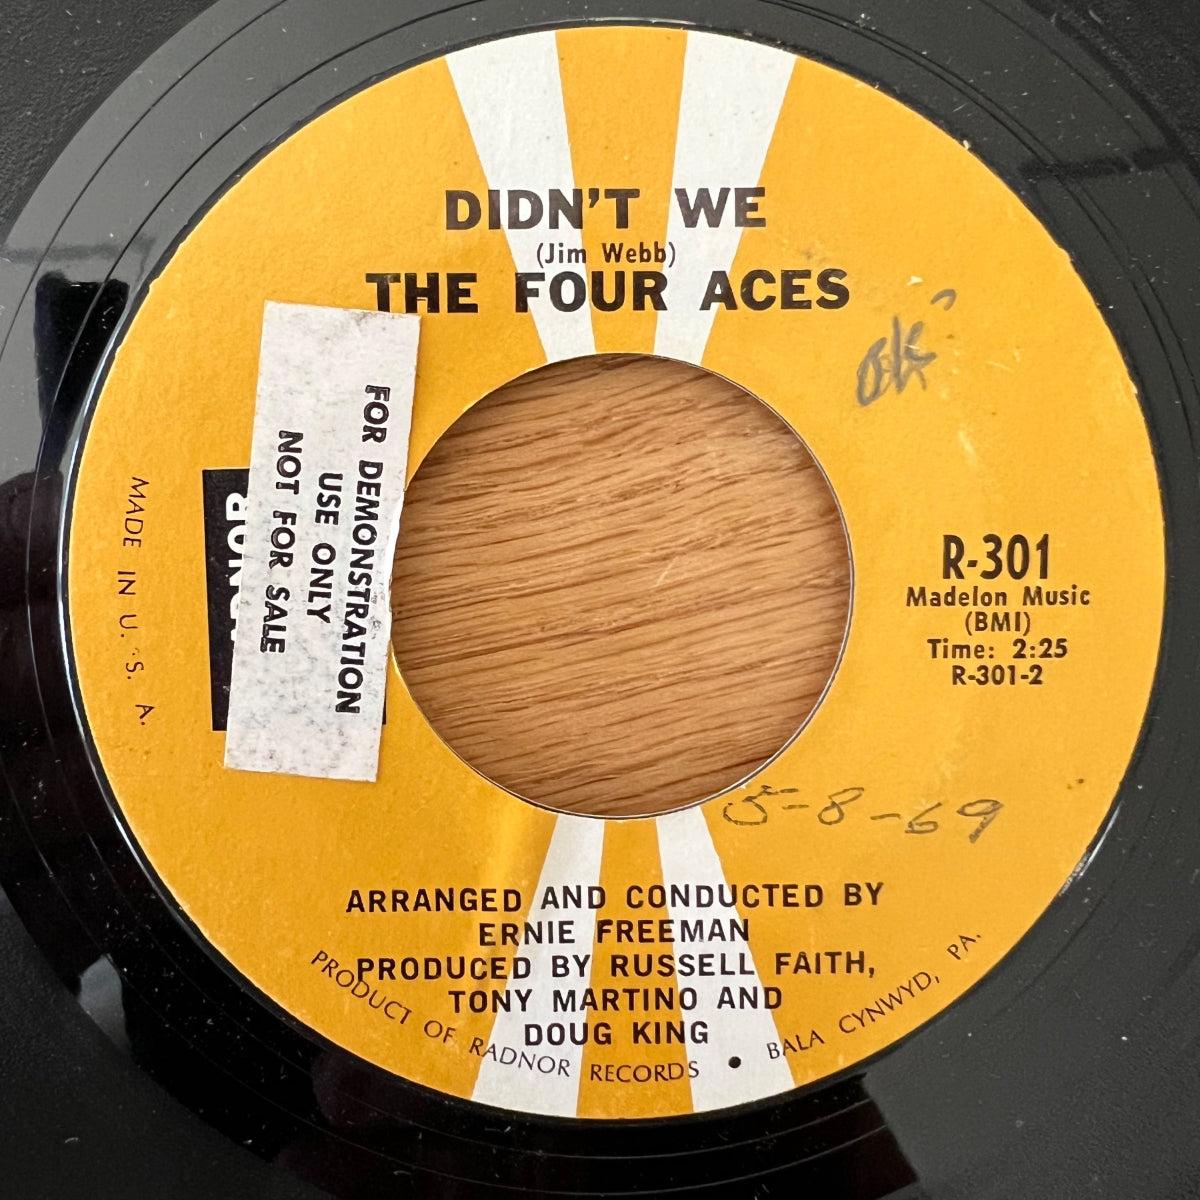 DIDN'T WE
(Jim Webb)
THE FOUR ACES
ok
FOR DEMONSTRATION
USE ONLY
NOT FOR SALE
MADE IN U. S. A.
R-301
Madelon Music
(BMI)
Time: 2:25
R-301-2
5-8-69
ARRANGED AND CONDUCTED BY
ERNIE FREEMAN
PRODUCED BY RUSSELL FAITH,
TONY MARTINO AND
DOUG KING
PRODUCT OF RADNOR RECORDS • BALA CYNWYD, PA.